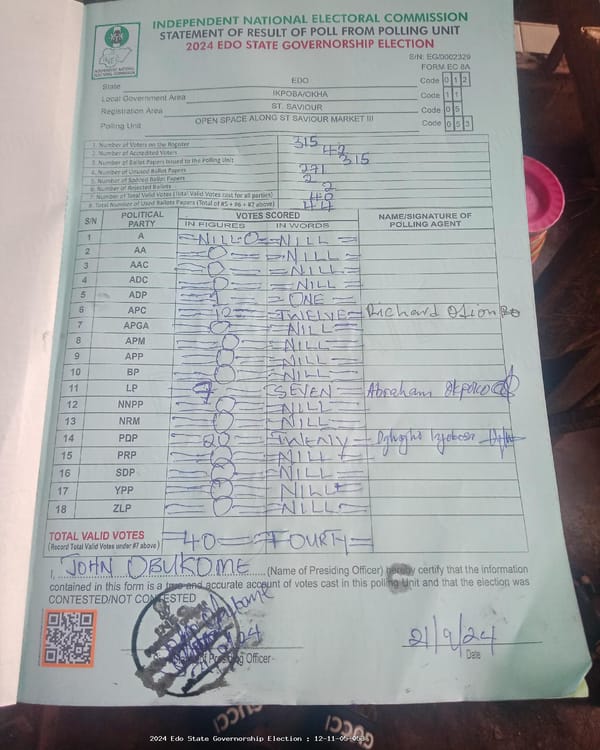 INDEPENDENT NATIONAL ELECTORAL COMMISSION
STATEMENT OF RESULT OF POLL FROM POLLING UNIT
2024 EDO STATE GOVERNORSHIP ELECTION
S/N: EG/0002329
FORM EC 8A
State EDO Code 0 1 2
Local Government Area IKPOBA/OKHA Code 1 1
Registration Area ST. SAVIOUR Code 0 5
Polling Unit OPEN SPACE ALONG ST SAVIOUR MARKET III Code 0 5 3
1. Number of Voters on the Register 315
2. Number of Accredited Voters 42
3. Number of Ballot Papers Issued to the Polling Unit 315
4. Number of Unused Ballot Papers 271
5. Number of Spoiled Ballot Papers 2
6. Number of Rejected Ballots 2
7. Number of Total Valid Votes (Total Valid Votes cast for all parties) 40
8. Total Number of Used Ballots Papers (Total of #5 + #6 + #7 above) 44
S/N POLITICAL PARTY VOTES SCORED NAME/SIGNATURE OF POLLING AGENT
IN FIGURES IN WORDS
1 A NILL 0 NILL
2 AA 0 NILL
3 AAC 0 NILL
4 ADC 0 NILL
5 ADP 1 ONE
6 APC 12 TWELVE Richard
7 APGA 0 NILL
8 APM 0 NILL
9 APP 0 NILL
10 BP 0 NILL
11 LP 7 SEVEN Abraham
12 NNPP 0 NILL
13 NRM 0 NILL
14 PDP 20 TWENTY
15 PRP 0 NILL
16 SDP 0 NILL
17 YPP 0 NILL
18 ZLP 0 NILL
TOTAL VALID VOTES 40 FOURTY
(Record Total Valid Votes under #7 above)
I, JOHN OBUKOME (Name of Presiding Officer) hereby certify that the information
contained in this form is a true and accurate account of votes cast in this polling Unit and that the election was
CONTESTED/NOT CONTESTED
of Presiding Officer
21/9/24
Date
GUCCI
GUCCI
2024 Edo State Governorship Election : 12-11-05-053